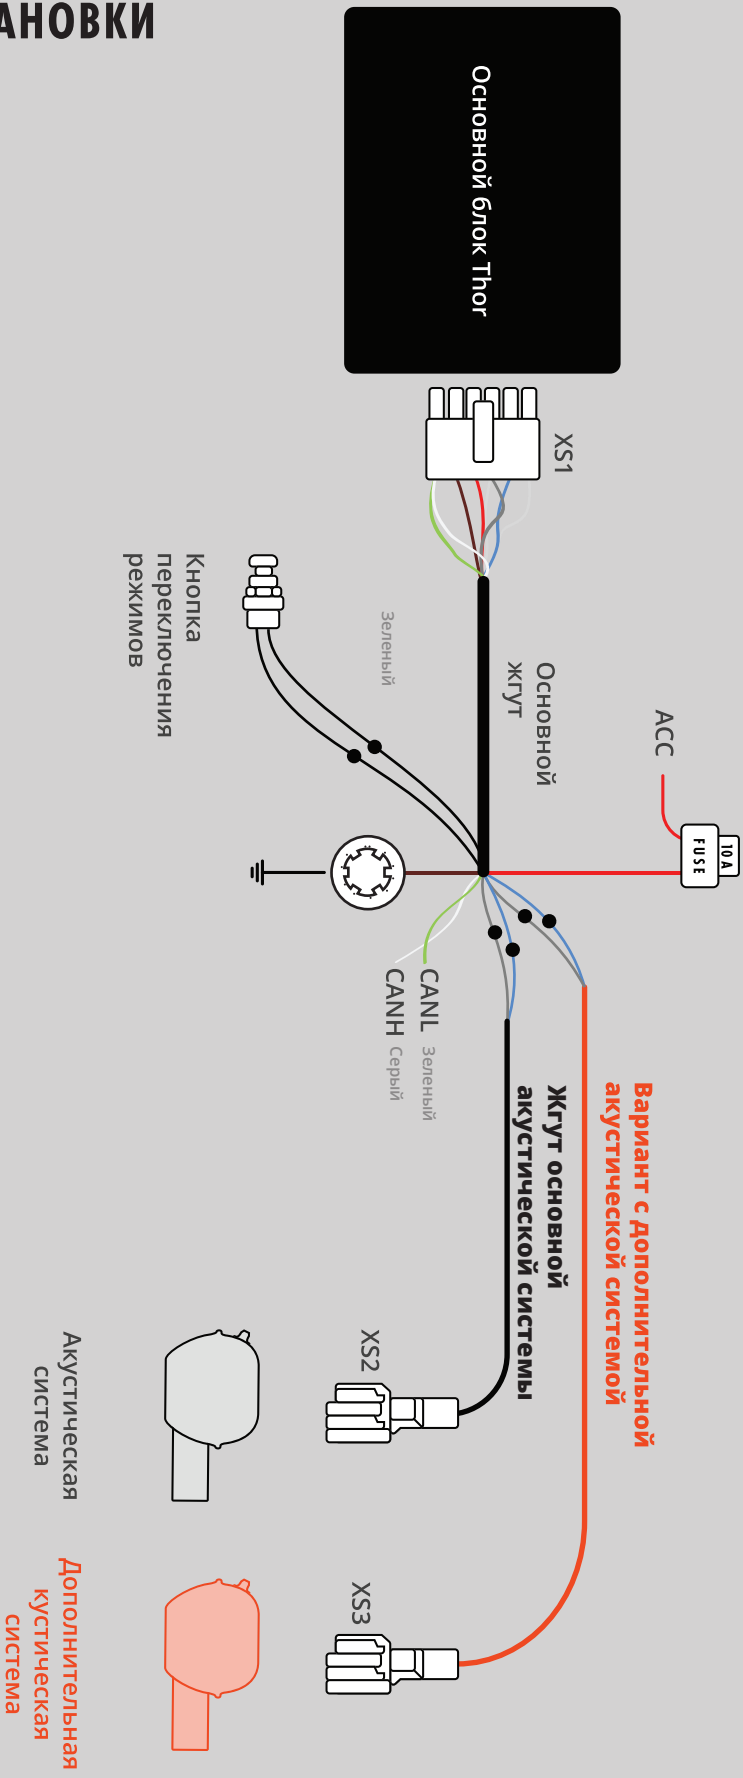 АНОВКИ
Основной блок Thor
XS1
Основной
жгут
ACC
10 A
FUSE
Зеленый
Кнопка
переключения
режимов
CANL Зеленый
CANH Серый
Вариант с дополнительной
акустической системой
Жгут основной
акустической системы
XS2
Акустическая
система
XS3
Дополнительная
кустическая
система